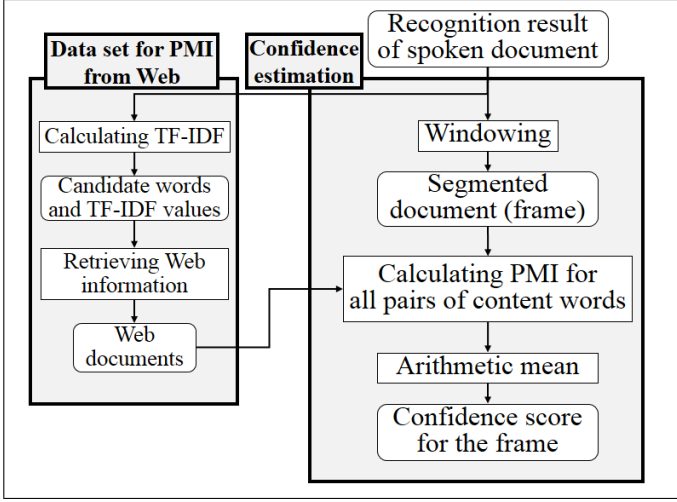 Recognition result
of spoken document
Data set for PMI
from Web
Confidence
estimation
Calculating TF-IDF
Candidate words
and TF-IDF values
Retrieving Web
information
Web
documents
Windowing
Segmented
document (frame)
Calculating PMI for
all pairs of content words
Arithmetic mean
Confidence score
for the frame